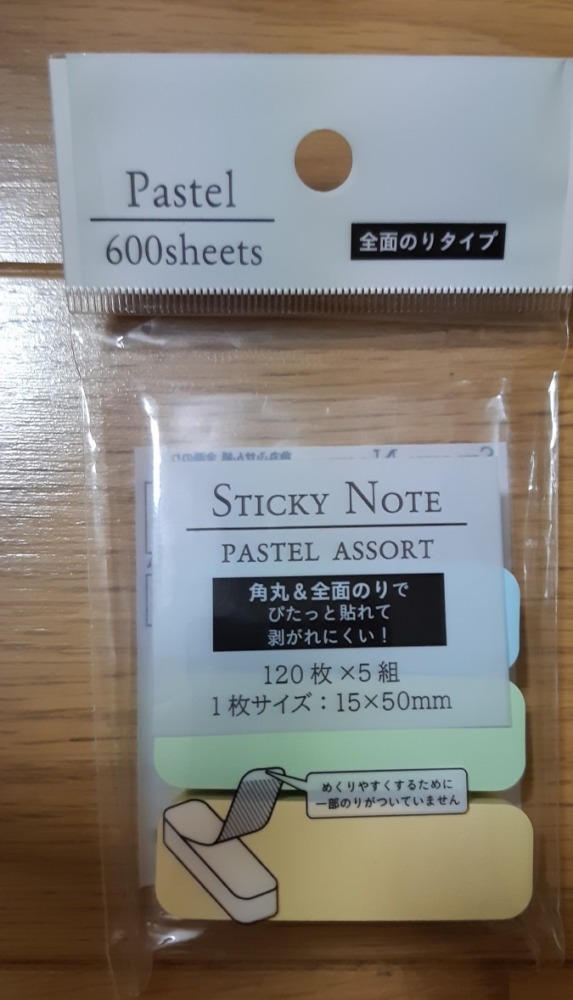 Pastel
600sheets
全面のりタイプ
STICKY NOTE
PASTEL ASSORT
角丸&全面のりで
ぴたっと貼れて
剥がれにくい!
120枚×5組
1枚サイズ:15×50mm
めくりやすくするために
一部のりがついていません